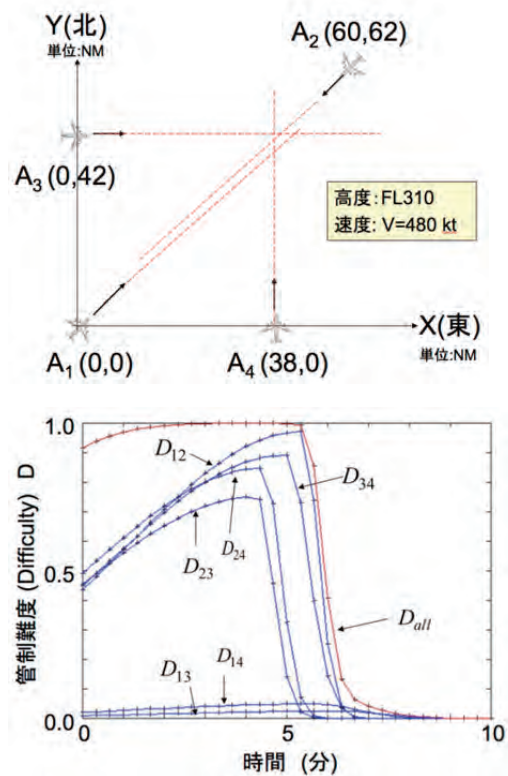 Y(北)
単位:NM
A2 (60,62)
A3 (0,42)
高度:FL310
速度: V=480 kt
X(東)
単位:NM
A1 (0,0)
A4 (38,0)
管制難度 (Difficulty) D
1.0
0.5
0.0
D12
D34
D24
D23
Dall
D14
D13
0
5
10
時間 (分)